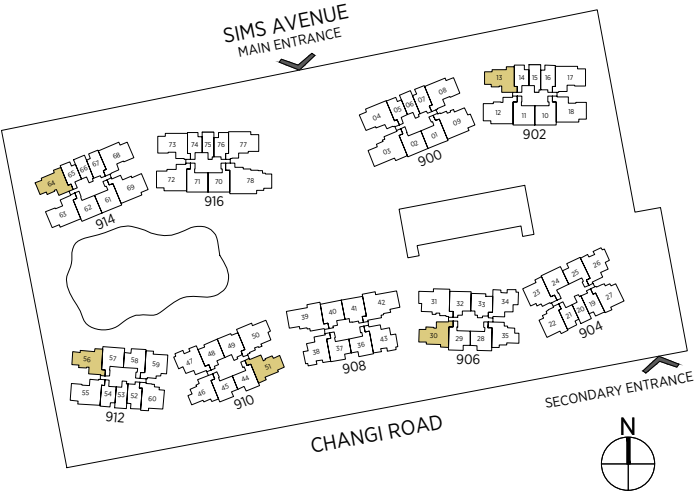 SIMS AVENUE
MAIN ENTRANCE
04 05 06 07 08
03 02 01 09
900
13 14 15 16 17
12 11 10 18
902
64 65 66 67 68
63 62 61 69
914
73 74 75 76 77
72 71 70 78
916
39 40 41 42
38 37 36 43
908
31 32 33 34
30 29 28 35
906
23 24 25 26
22 21 20 19 27
904
56 57 58 59
55 54 53 52 60
912
47 48 49 50
46 45 44 51
910
SECONDARY ENTRANCE
CHANGI ROAD
N